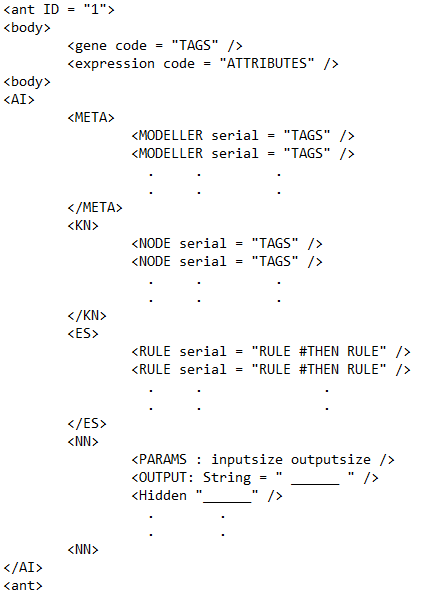 <ant ID = "1">
<body>
<gene code = "TAGS" />
<expression code = "ATTRIBUTES" />
<body>
<AI>
<META>
<MODELLER serial = "TAGS" />
<MODELLER serial = "TAGS" />
. . .
. . .
</META>
<KN>
<NODE serial = "TAGS" />
<NODE serial = "TAGS" />
. . .
. . .
</KN>
<ES>
<RULE serial = "RULE #THEN RULE" />
<RULE serial = "RULE #THEN RULE" />
. . .
. . .
</ES>
<NN>
<PARAMS : inputsize outputsize />
<OUTPUT: String = " ______ " />
<Hidden "______" />
. .
. .
<NN>
</AI>
<ant>